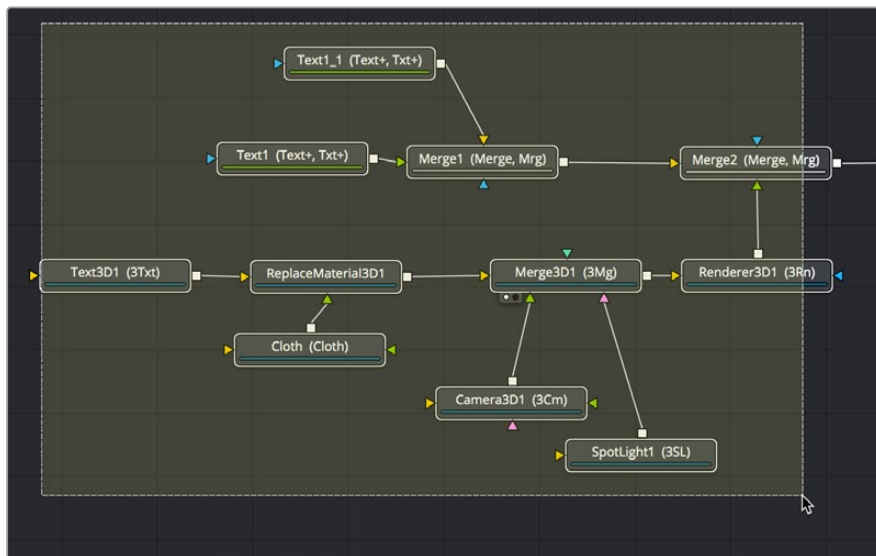 Text1_1 (Text+, Txt+)
Text1 (Text+, Txt+)
Merge1 (Merge, Mrg)
Merge2 (Merge, Mrg)
Text3D1 (3Txt)
ReplaceMaterial3D1
Merge3D1 (3Mg)
Renderer3D1 (3Rn)
Cloth (Cloth)
Camera3D1 (3Cm)
SpotLight1 (3SL)